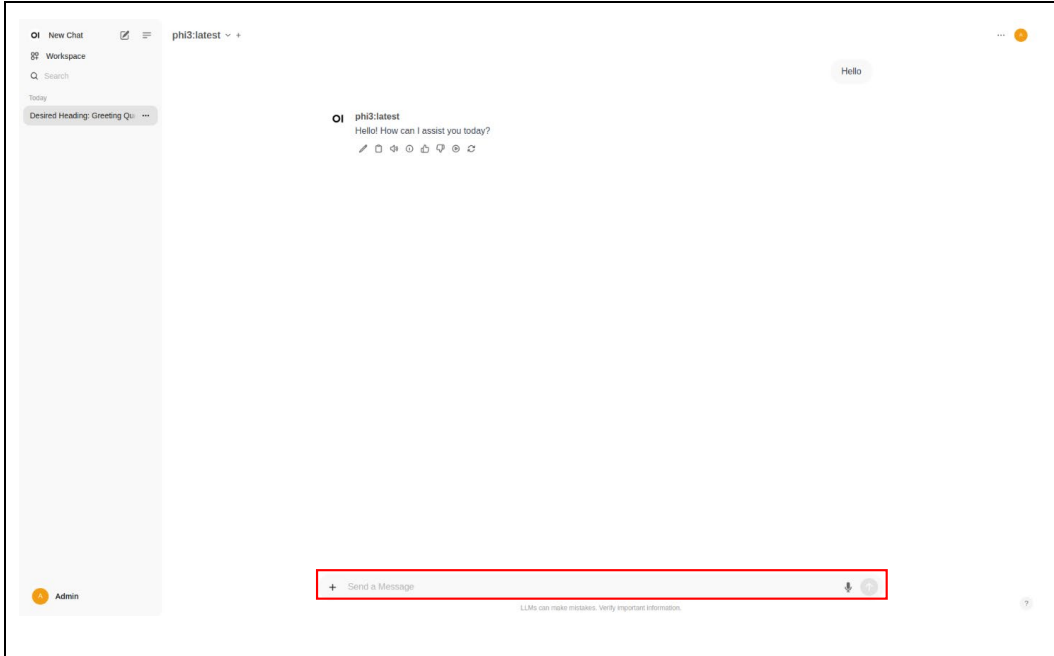 OI New Chat
Workspace
Search
Today
Desired Heading: Greeting Qu
phi3:latest
Hello
OI phi3:latest
Hello! How can I assist you today?
Send a Message
LLMs can make mistakes. Verify important information.
A Admin
A
?